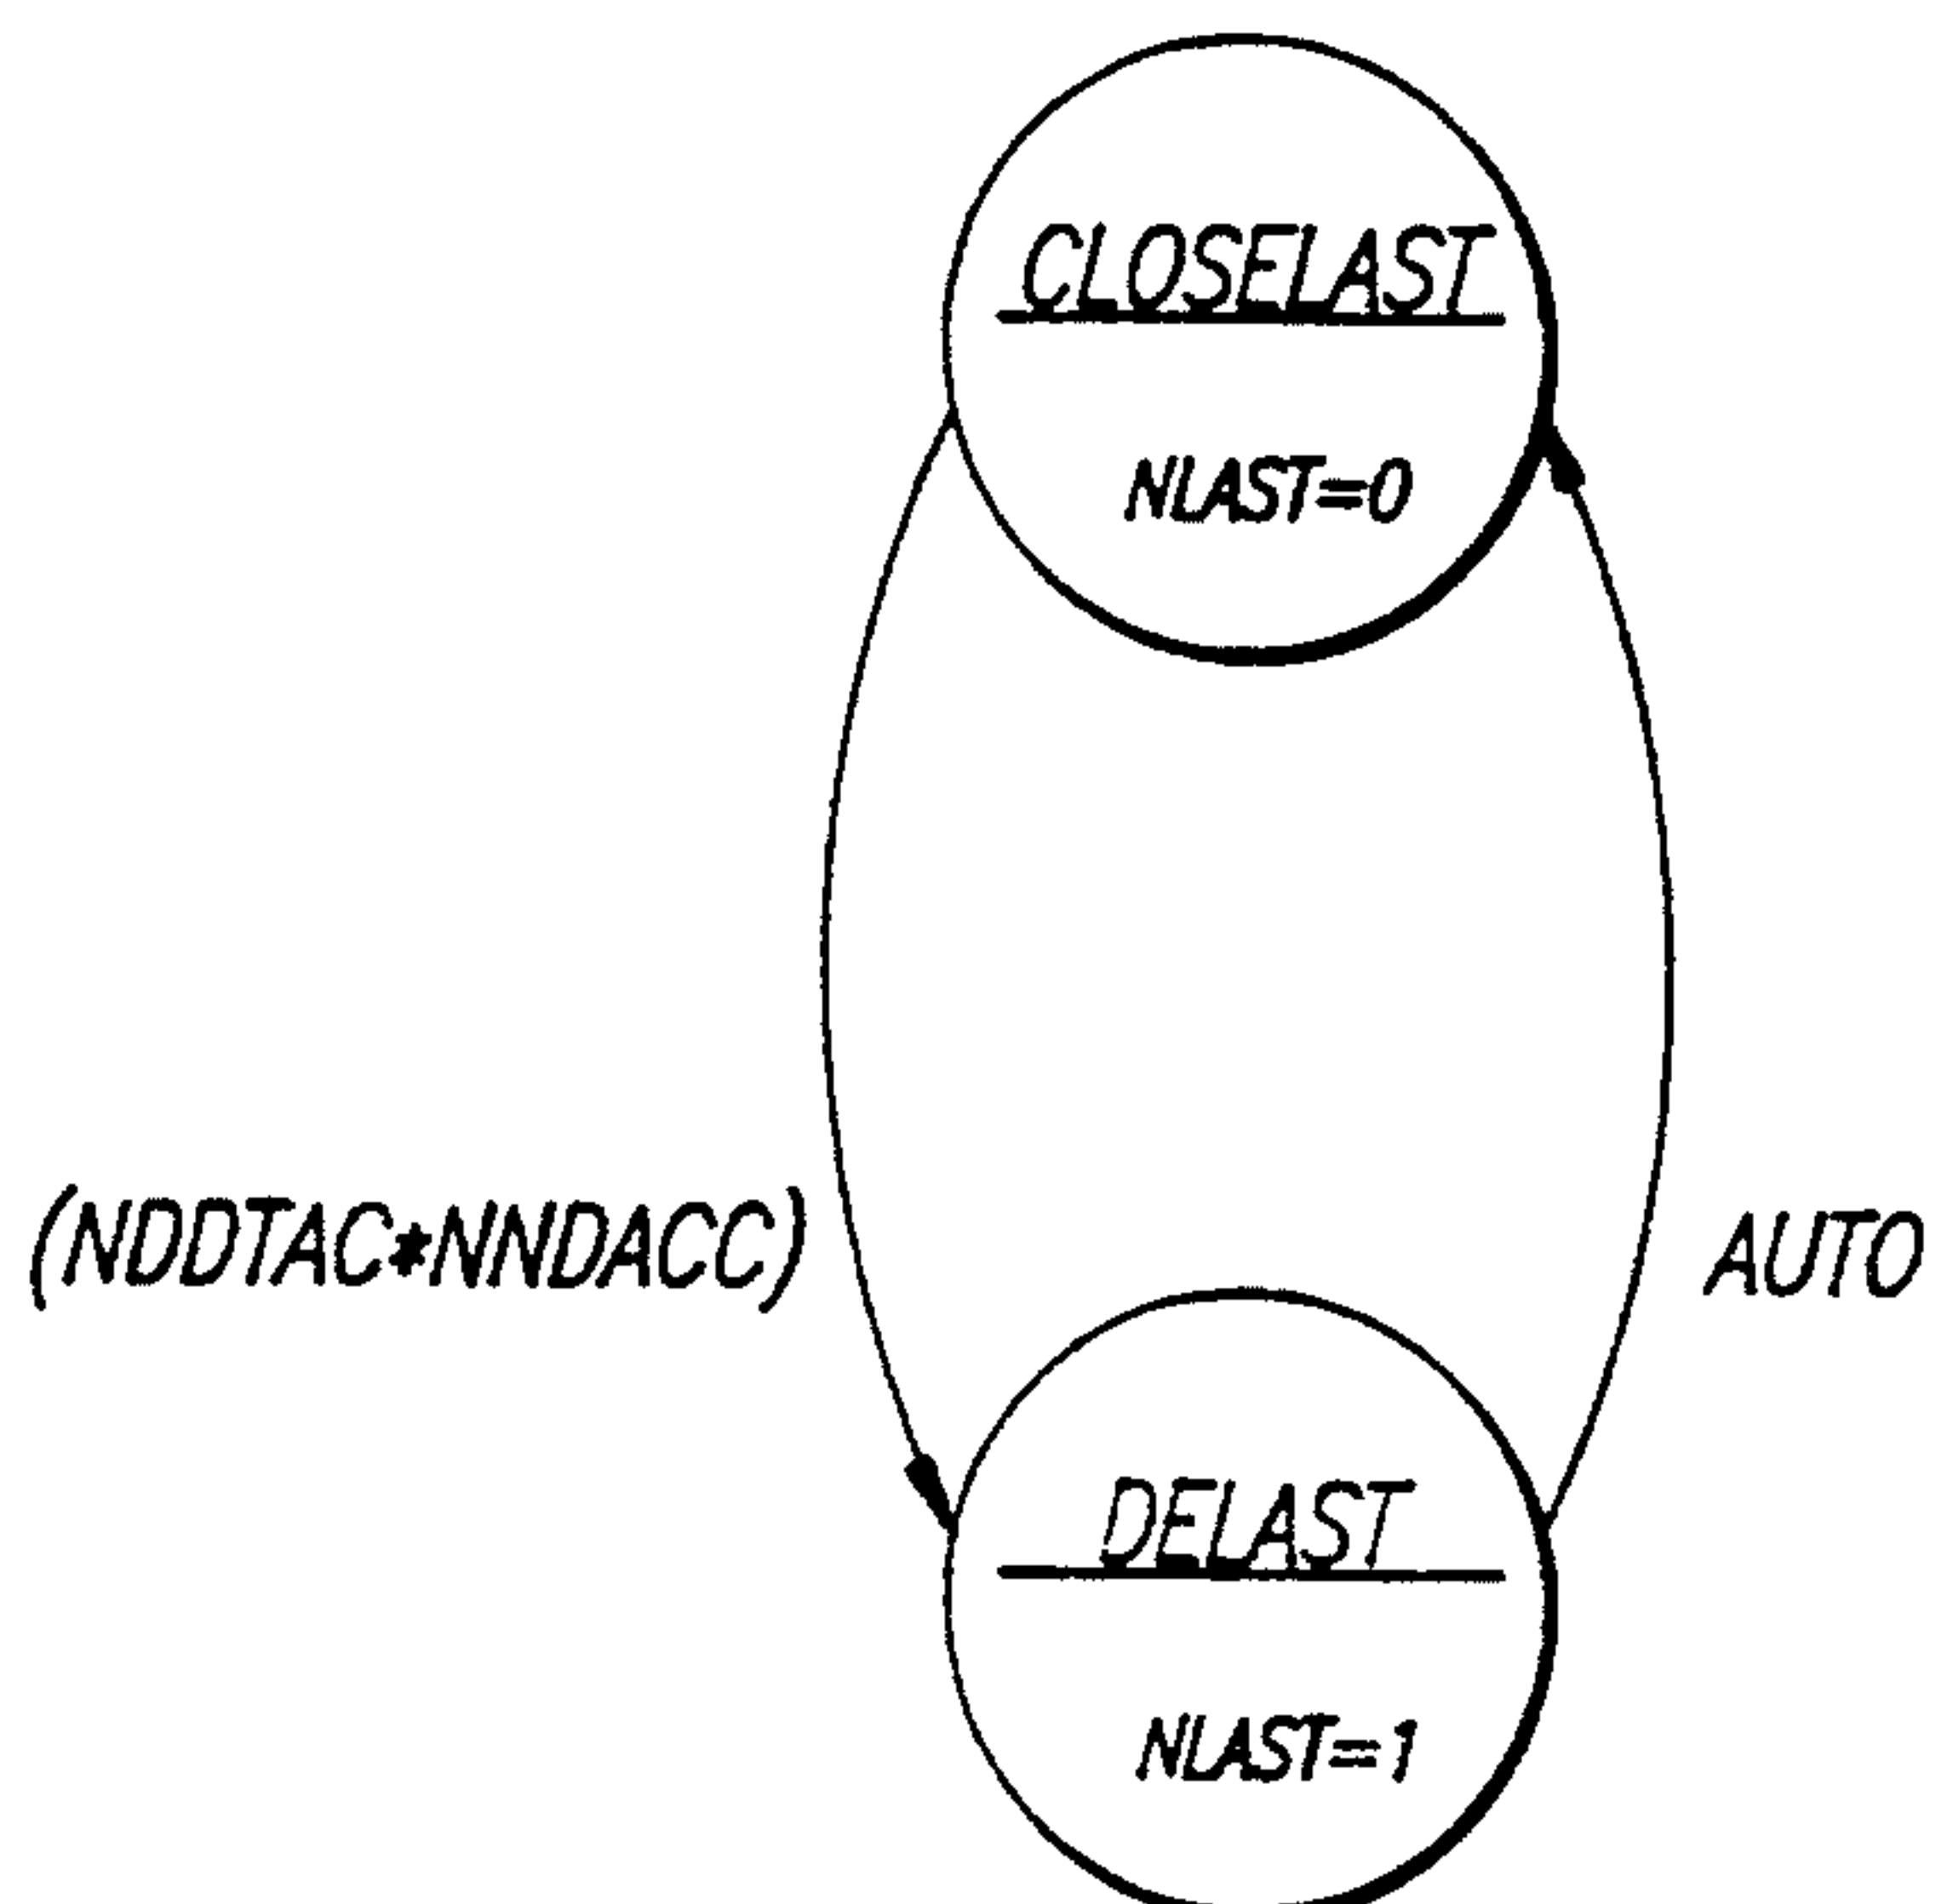 CLOSELAST
NLAST=0
(NDDTAC*NNDACC)
AUTO
DELAST
NLAST=1